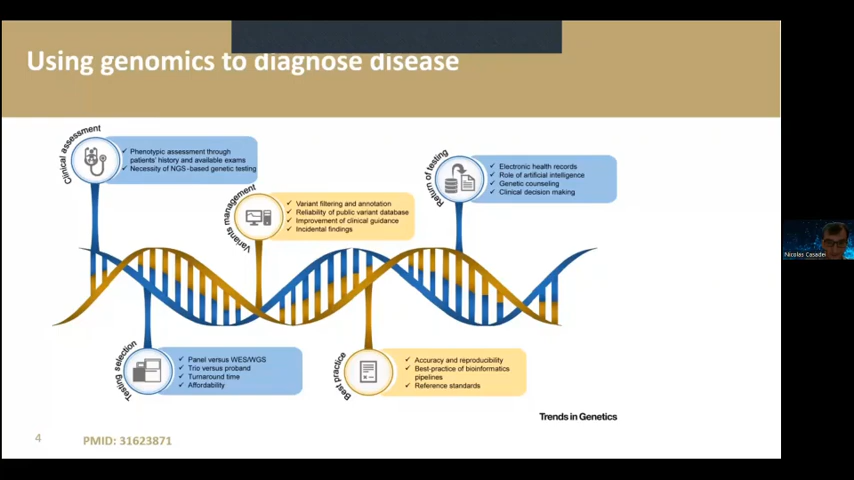 Using genomics to diagnose disease
Clinical assessment
Phenotypic assessment through
patients' history and available exams
Necessity of NGS-based genetic testing
Variants management
Variant filtering and annotation
Reliability of public variant database
Improvement of clinical guidance
Incidental findings
Return of testing
Electronic health records
Role of artificial intelligence
Genetic counseling
Clinical decision making
Testing selection
Panel versus WES/WGS
Trio versus proband
Turnaround time
Affordability
Best practice
Accuracy and reproducibility
Best-practice of bioinformatics
pipelines
Reference standards
Trends in Genetics
4
PMID: 31623871
Nicolas Casadei